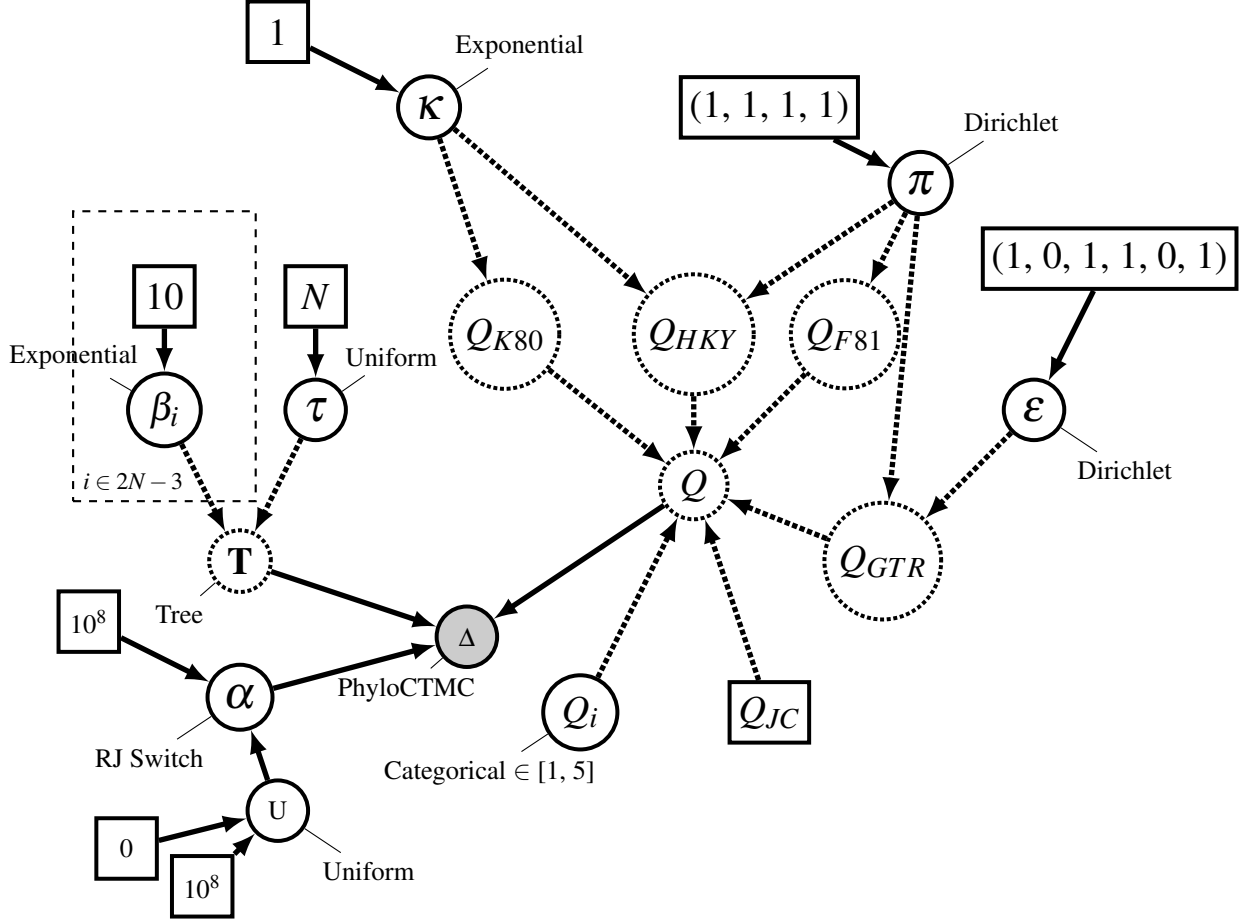 1
Exponential
κ
(1, 1, 1, 1)
Dirichlet
π
(1, 0, 1, 1, 0, 1)
10
N
Exponential
Uniform
β_i
τ
i ∈ 2N − 3
Q_{K80}
Q_{HKY}
Q_{F81}
ε
Dirichlet
Q
T
Tree
Q_{GTR}
10^8
Δ
PhyloCTMC
α
RJ Switch
Q_i
Q_{JC}
Categorical ∈ [1, 5]
U
0
Uniform
10^8